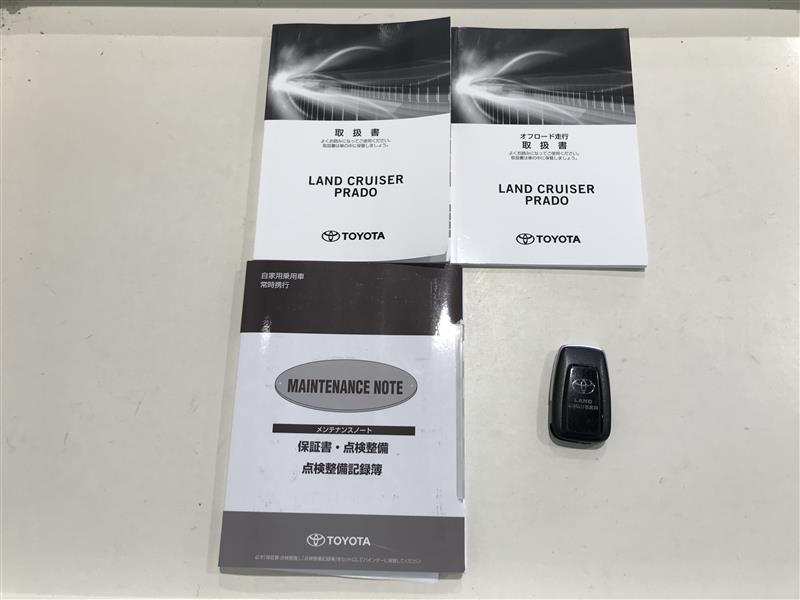 取扱書
よくお読みになってご使用ください。
取扱書は車の中に保管しましょう。
LAND CRUISER
PRADO
TOYOTA
オフロード走行
取扱書
よくお読みになってご使用ください。
取扱書は車の中に保管しましょう。
LAND CRUISER
PRADO
TOYOTA
自家用乗用車
常時携行
MAINTENANCE NOTE
メンテナンスノート
保証書・点検整備
点検整備記録簿
TOYOTA
LAND
CRUISER